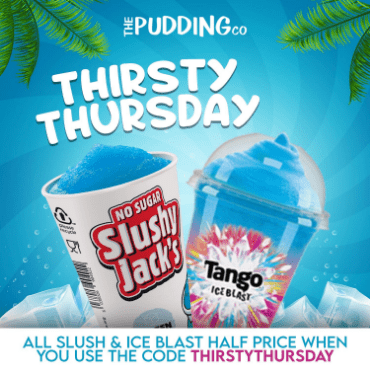 THE PUDDING CO
THIRSTY
THURSDAY
NO SUGAR
Slushy
Jack's
Tango
ICE BLAST
ALL SLUSH & ICE BLAST HALF PRICE WHEN
YOU USE THE CODE THIRSTYTHURSDAY